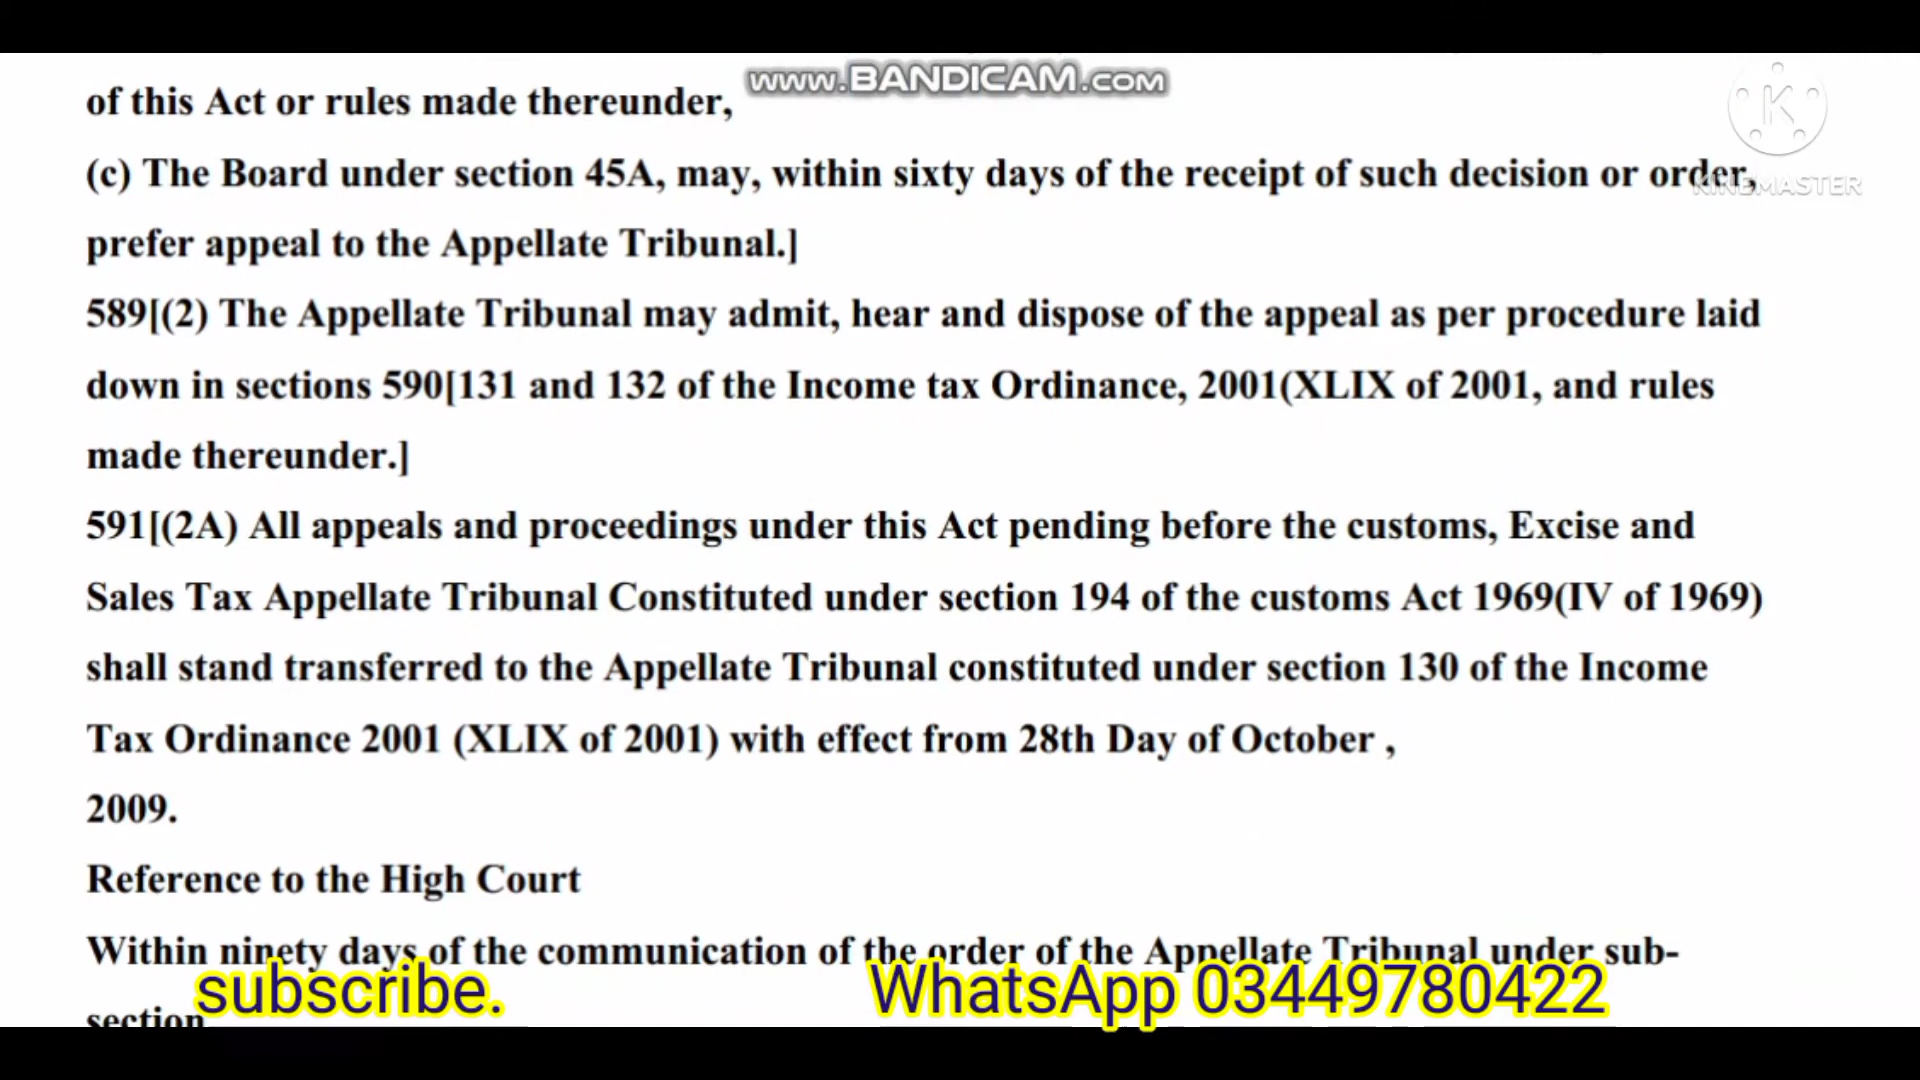 www.BANDICAM.com
of this Act or rules made thereunder,
(c) The Board under section 45A, may, within sixty days of the receipt of such decision or order,
KINEMASTER
prefer appeal to the Appellate Tribunal.]
589[(2) The Appellate Tribunal may admit, hear and dispose of the appeal as per procedure laid
down in sections 590[131 and 132 of the Income tax Ordinance, 2001(XLIX of 2001, and rules
made thereunder.]
591[(2A) All appeals and proceedings under this Act pending before the customs, Excise and
Sales Tax Appellate Tribunal Constituted under section 194 of the customs Act 1969(IV of 1969)
shall stand transferred to the Appellate Tribunal constituted under section 130 of the Income
Tax Ordinance 2001 (XLIX of 2001) with effect from 28th Day of October ,
2009.
Reference to the High Court
Within ninety days of the communication of the order of the Appellate Tribunal under sub-
section
subscribe. WhatsApp 03449780422